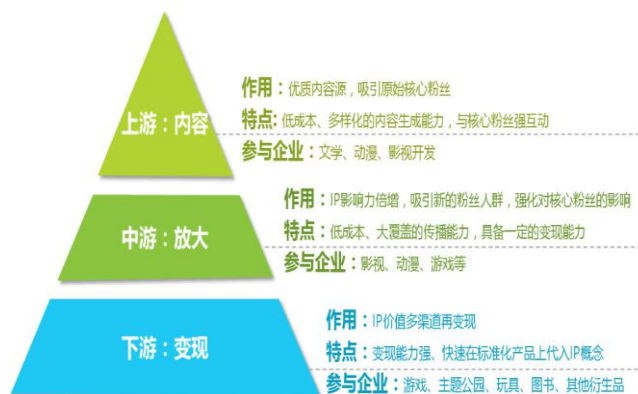 上游：内容
作用：优质内容源，吸引原始核心粉丝
特点：低成本、多样化的内容生成能力，与核心粉丝强互动
参与企业：文学、动漫、影视开发
中游：放大
作用：IP影响力倍增，吸引新的粉丝人群，强化对核心粉丝的影响
特点：低成本、大覆盖的传播能力，具备一定的变现能力
参与企业：影视、动漫、游戏等
下游：变现
作用：IP价值多渠道再变现
特点：变现能力强、快速在标准化产品上代入IP概念
参与企业：游戏、主题公园、玩具、图书、其他衍生品